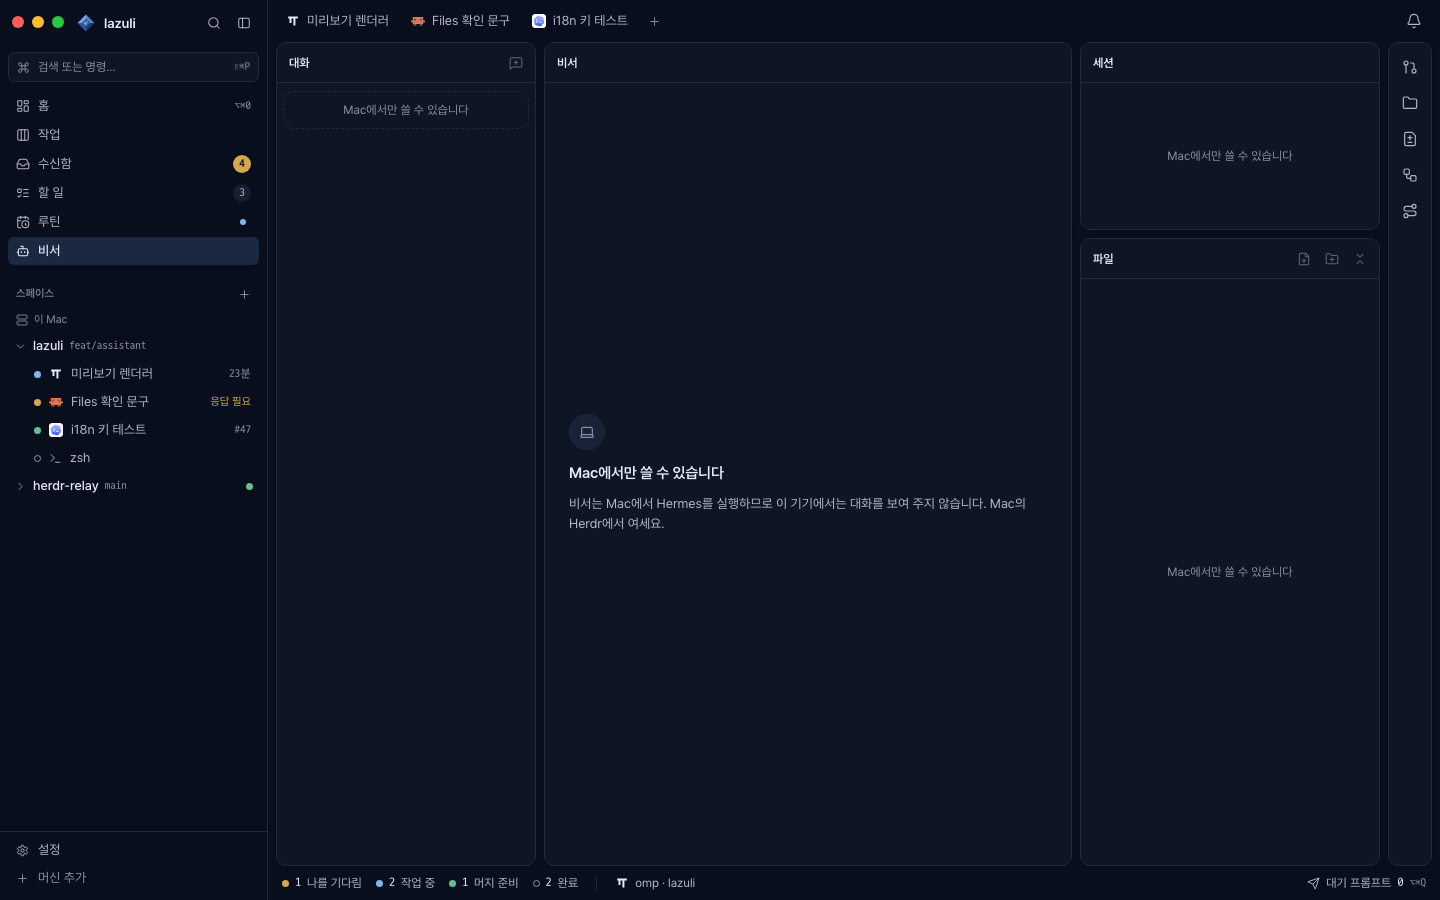 lazuli
검색 또는 명령...
⇧⌘P
홈
⌥⌘0
작업
수신함
4
할 일
3
루틴
비서
스페이스
이 Mac
lazuli feat/assistant
미리보기 렌더러
23분
Files 확인 문구
응답 필요
i18n 키 테스트
#47
zsh
herdr-relay main
설정
머신 추가
미리보기 렌더러
Files 확인 문구
i18n 키 테스트
대화
Mac에서만 쓸 수 있습니다
비서
Mac에서만 쓸 수 있습니다
비서는 Mac에서 Hermes를 실행하므로 이 기기에서는 대화를 보여 주지 않습니다. Mac의
Herdr에서 여세요.
세션
Mac에서만 쓸 수 있습니다
파일
Mac에서만 쓸 수 있습니다
1 나를 기다림
2 작업 중
1 머지 준비
2 완료
omp · lazuli
대기 프롬프트 0 ⌥⌘Q